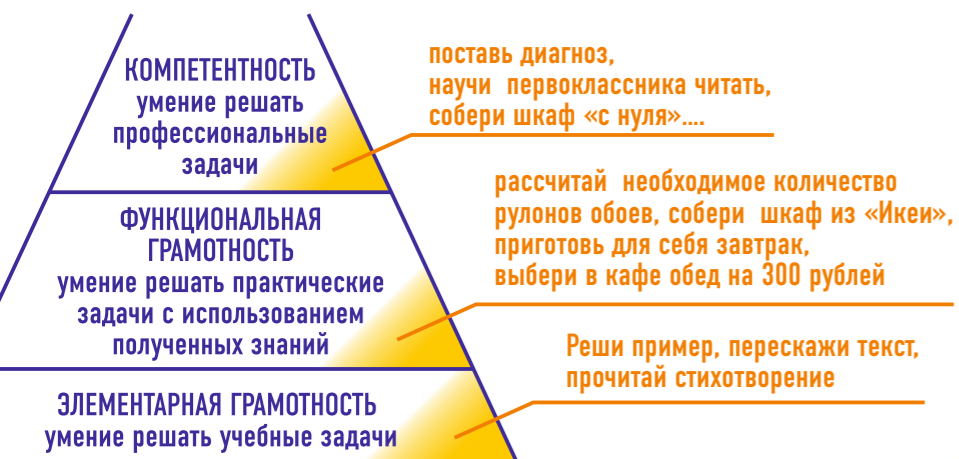 КОМПЕТЕНТНОСТЬ
умение решать
профессиональные
задачи
поставь диагноз,
научи первоклассника читать,
собери шкаф «с нуля»....
ФУНКЦИОНАЛЬНАЯ
ГРАМОТНОСТЬ
умение решать практические
задачи с использованием
полученных знаний
рассчитай необходимое количество
рулонов обоев, собери шкаф из «Икеи»,
приготовь для себя завтрак,
выбери в кафе обед на 300 рублей
ЭЛЕМЕНТАРНАЯ ГРАМОТНОСТЬ
умение решать учебные задачи
Реши пример, перескажи текст,
прочитай стихотворение